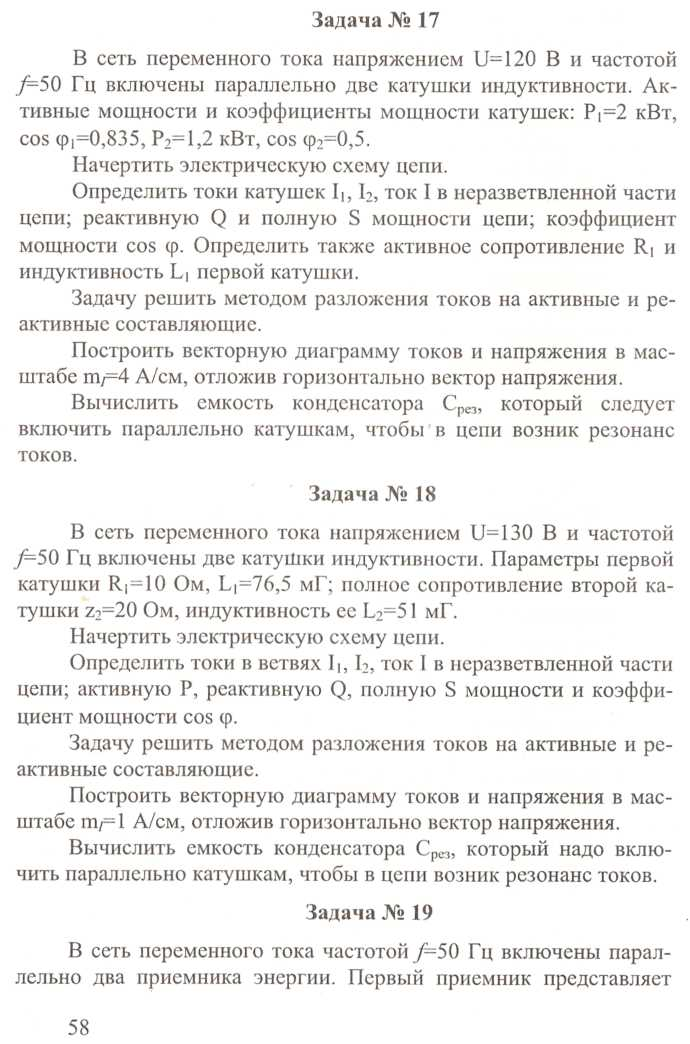 Задача № 17
В сеть переменного тока напряжением U=120 В и частотой
f=50 Гц включены параллельно две катушки индуктивности. Ак-
тивные мощности и коэффициенты мощности катушек: P₁=2 кВт,
cos φ₁=0,835, P₂=1,2 кВт, cos φ₂=0,5.
Начертить электрическую схему цепи.
Определить токи катушек I₁, I₂, ток I в неразветвленной части
цепи; реактивную Q и полную S мощности цепи; коэффициент
мощности cos φ. Определить также активное сопротивление R₁ и
индуктивность L₁ первой катушки.
Задачу решить методом разложения токов на активные и ре-
активные составляющие.
Построить векторную диаграмму токов и напряжения в мас-
штабе mI=4 А/см, отложив горизонтально вектор напряжения.
Вычислить емкость конденсатора Cрез, который следует
включить параллельно катушкам, чтобы в цепи возник резонанс
токов.
Задача № 18
В сеть переменного тока напряжением U=130 В и частотой
f=50 Гц включены две катушки индуктивности. Параметры первой
катушки R₁=10 Ом, L₁=76,5 мГ; полное сопротивление второй ка-
тушки z₂=20 Ом, индуктивность ее L₂=51 мГ.
Начертить электрическую схему цепи.
Определить токи в ветвях I₁, I₂, ток I в неразветвленной части
цепи; активную P, реактивную Q, полную S мощности и коэффи-
циент мощности cos φ.
Задачу решить методом разложения токов на активные и ре-
активные составляющие.
Построить векторную диаграмму токов и напряжения в мас-
штабе mI=1 А/см, отложив горизонтально вектор напряжения.
Вычислить емкость конденсатора Cрез, который надо вклю-
чить параллельно катушкам, чтобы в цепи возник резонанс токов.
Задача № 19
В сеть переменного тока частотой f=50 Гц включены парал-
лельно два приемника энергии. Первый приемник представляет
58